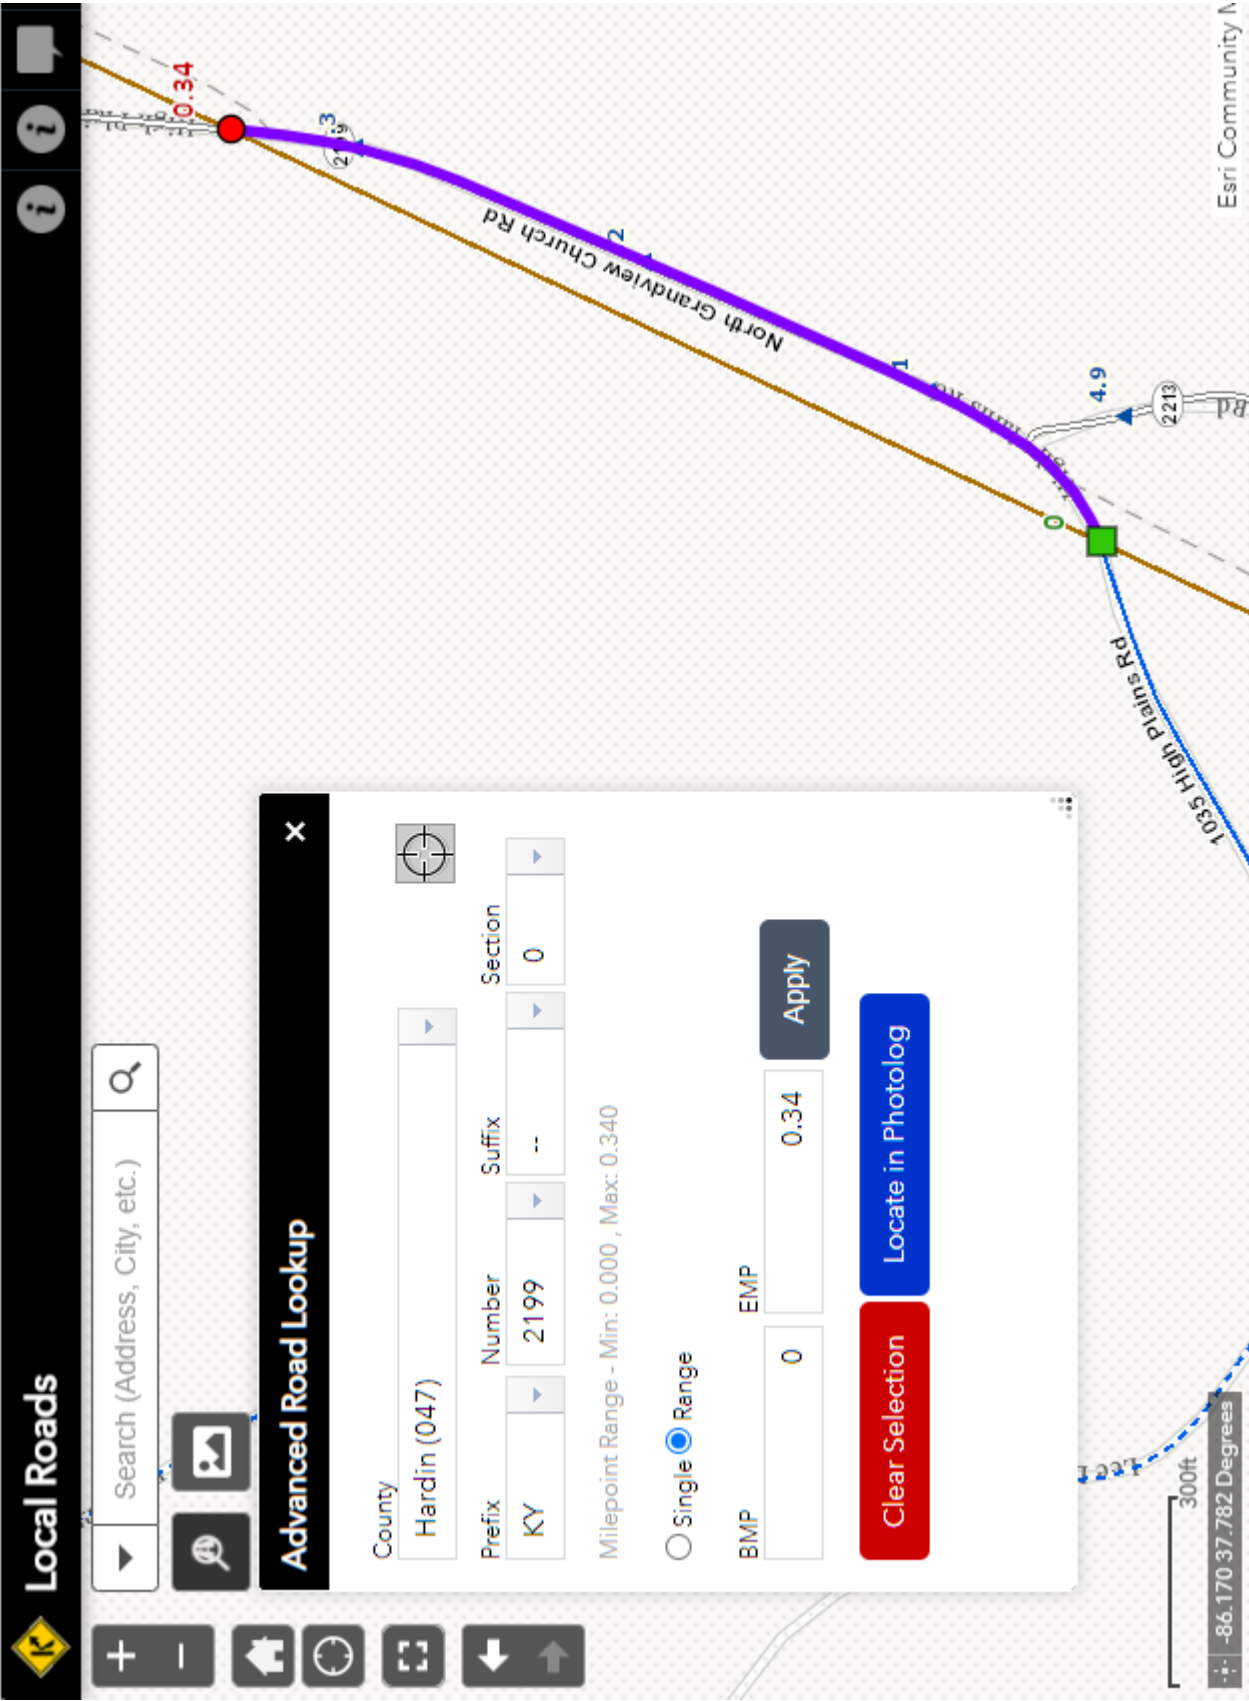 Local Roads
Search (Address, City, etc.)
Advanced Road Lookup
×
County
Hardin (047)
Prefix
Number
Suffix
Section
KY
2199
--
0
Milepoint Range - Min: 0.000 , Max: 0.340
Single
Range
BMP
EMP
0
0.34
Apply
Clear Selection
Locate in Photolog
0.34
.3
North Grandview Church Rd
2
1
4.9
2213
Rd
0
1035 High Plains Rd
300ft
-86.170 37.782 Degrees
Esri Community